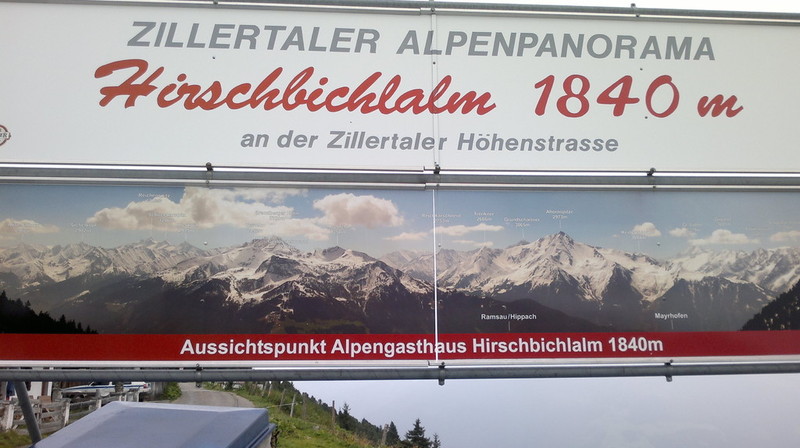 ZILLERTALER ALPENPANORAMA
Hirschbichlalm 1840 m
an der Zillertaler Höhenstrasse
Ramsau/Hippach
Mayrhofen
Aussichtspunkt Alpengasthaus Hirschbichlalm 1840m